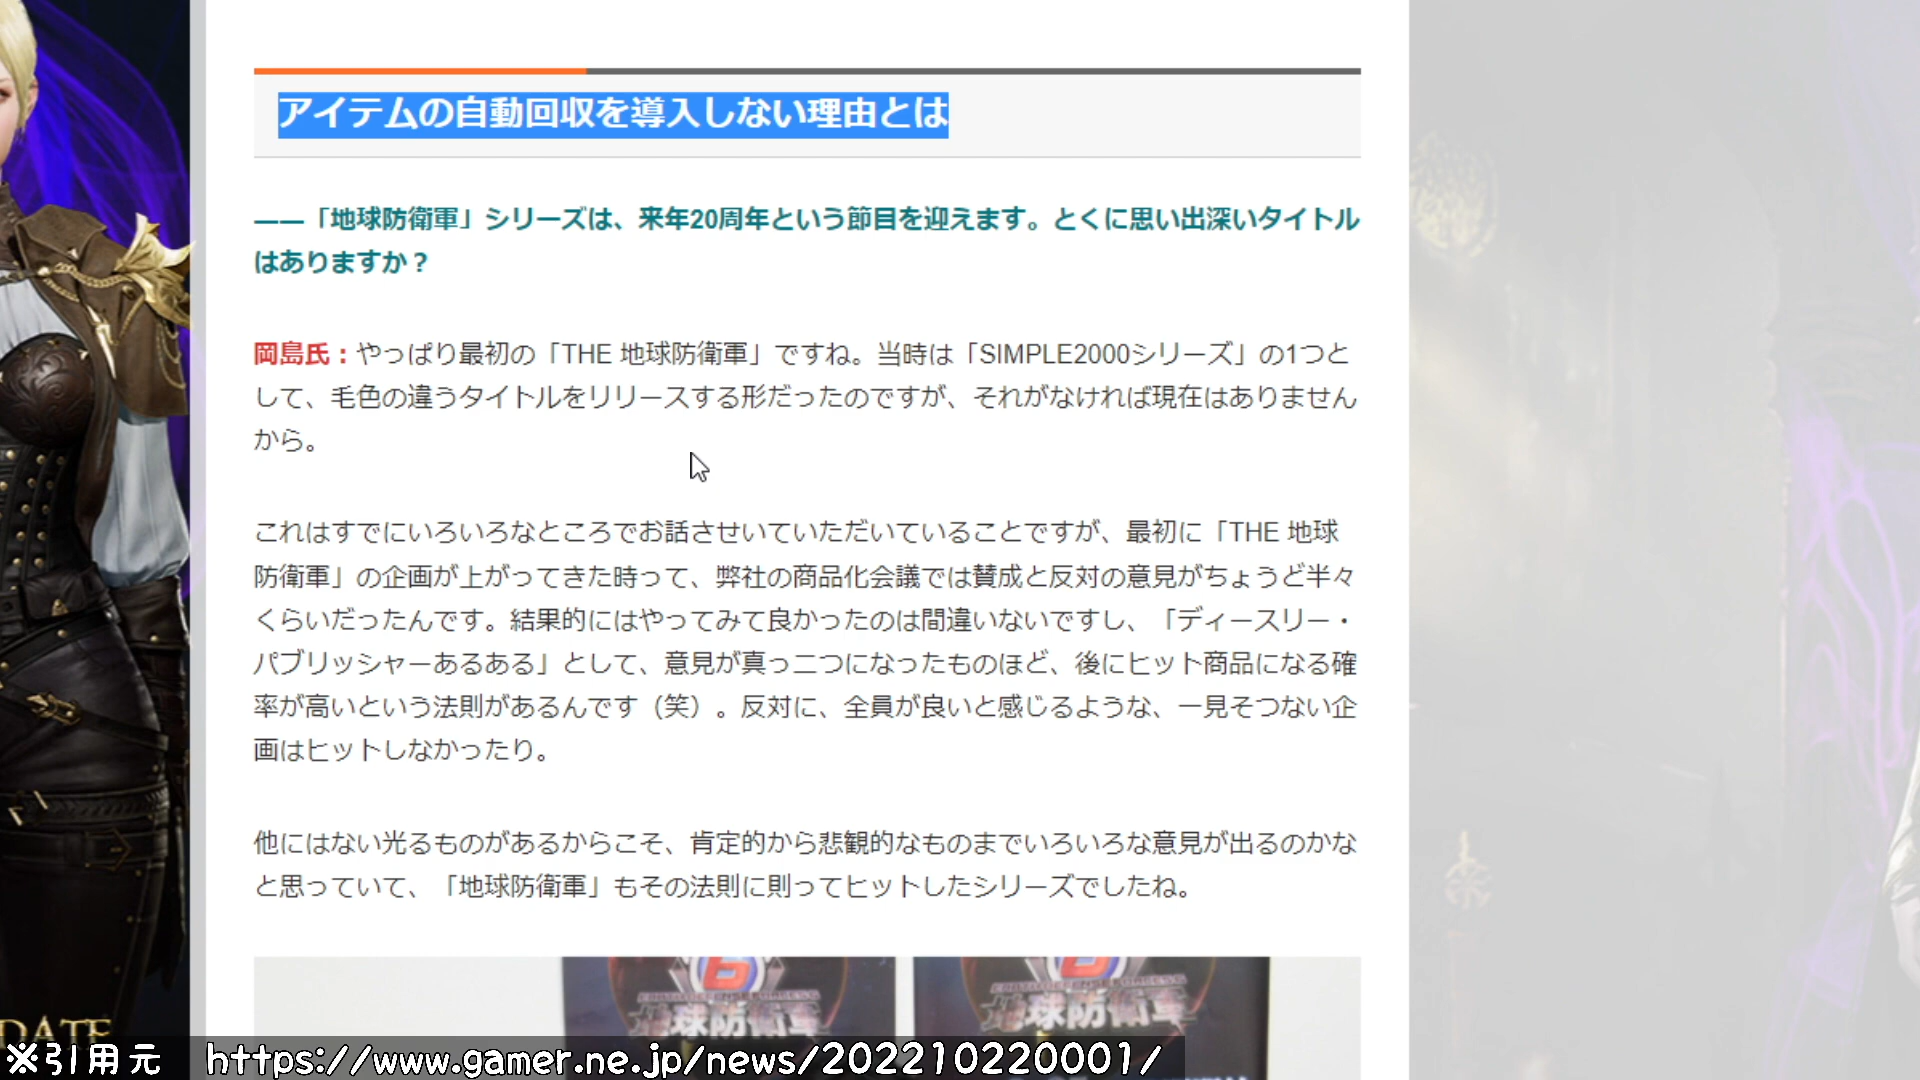 アイテムの自動回収を導入しない理由とは
――「地球防衛軍」シリーズは、来年20周年という節目を迎えます。とくに思い出深いタイトル
はありますか？
岡島氏：やっぱり最初の「THE 地球防衛軍」ですね。当時は「SIMPLE2000シリーズ」の1つと
して、毛色の違うタイトルをリリースする形だったのですが、それがなければ現在はありません
から。
これはすでにいろいろなところでお話させいていただいていることですが、最初に「THE 地球
防衛軍」の企画が上がってきた時って、弊社の商品化会議では賛成と反対の意見がちょうど半々
くらいだったんです。結果的にはやってみて良かったのは間違いないですし、「ディースリー・
パブリッシャーあるある」として、意見が真っ二つになったものほど、後にヒット商品になる確
率が高いという法則があるんです（笑）。反対に、全員が良いと感じるような、一見そつない企
画はヒットしなかったり。
他にはない光るものがあるからこそ、肯定的から悲観的なものまでいろいろな意見が出るのかな
と思っていて、「地球防衛軍」もその法則に則ってヒットしたシリーズでしたね。
6 6
地球防衛軍 地球防衛軍
DATE
※引用元 https://www.gamer.ne.jp/news/202210220001/